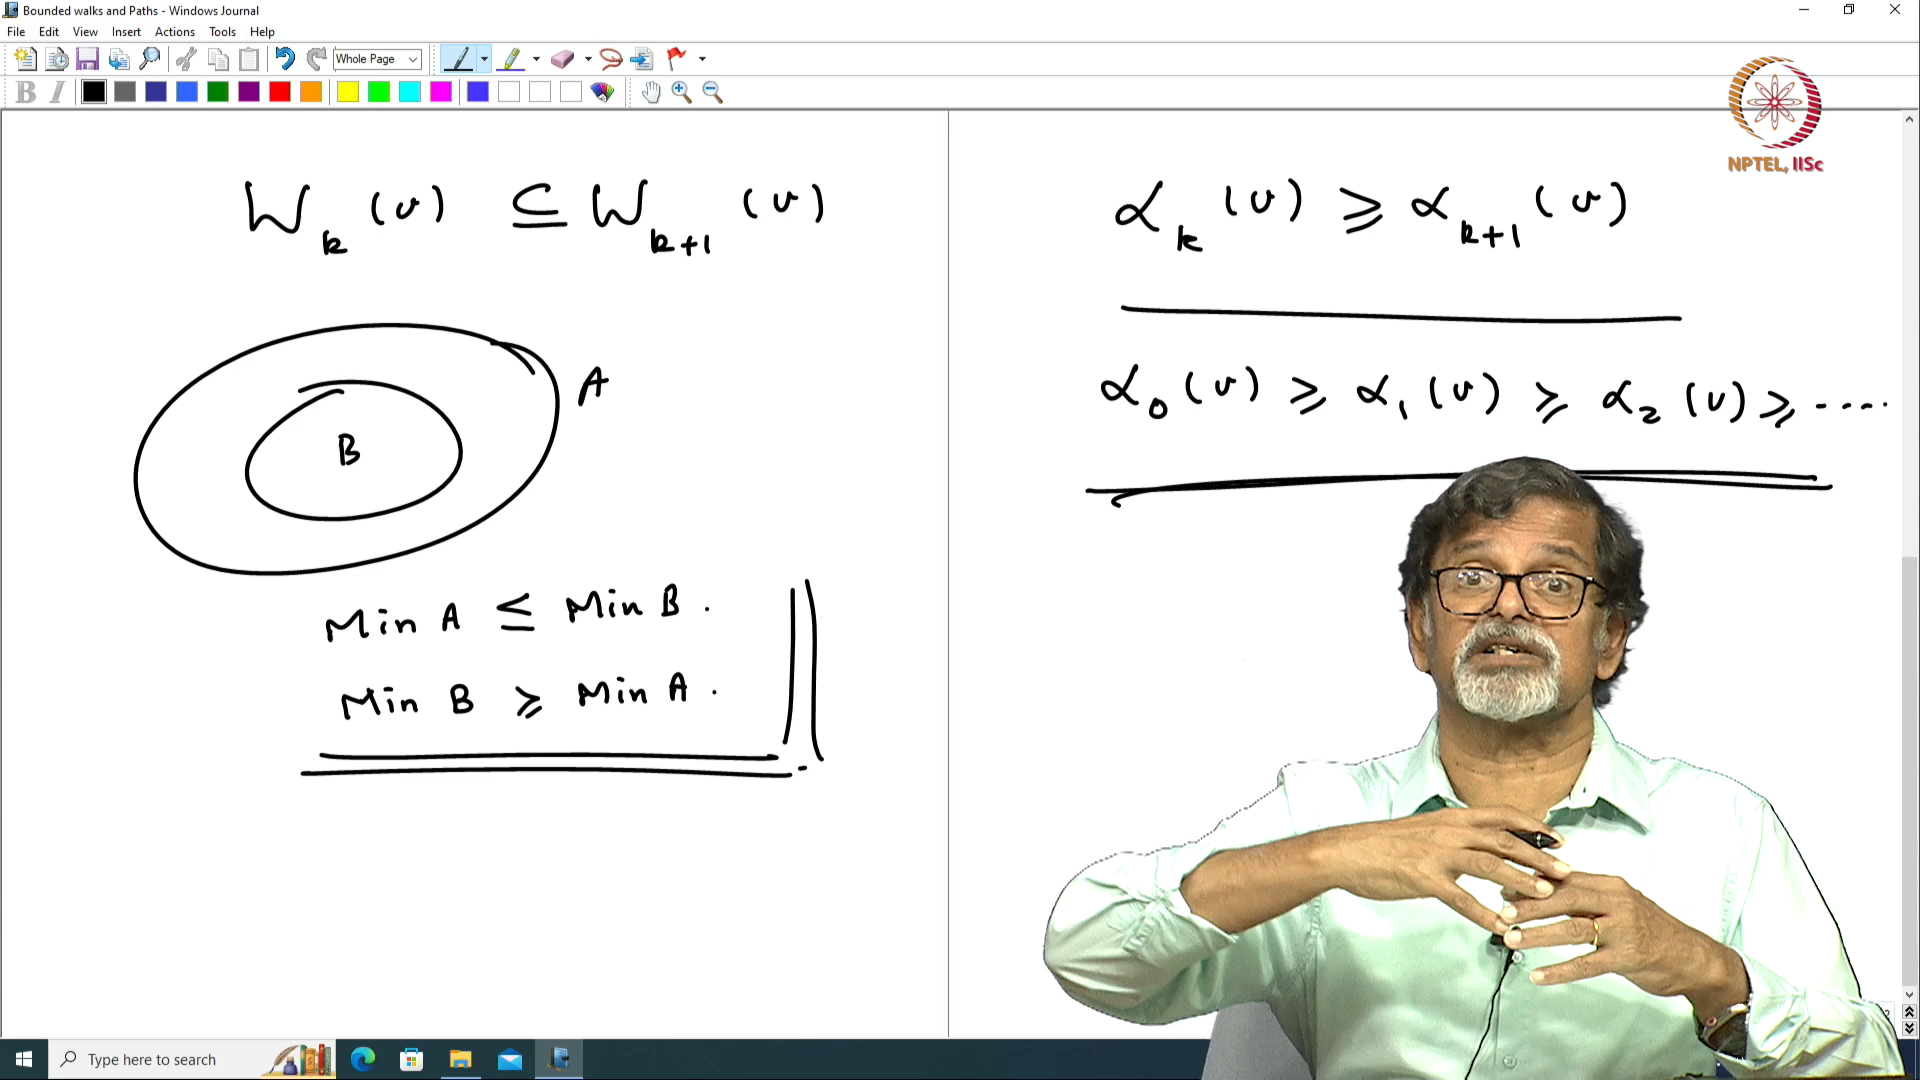 Bounded walks and Paths - Windows Journal
File Edit View Insert Actions Tools Help
Whole Page
B I
NPTEL, IISc
W_k (v) ⊆ W_{k+1} (v)
A
B
Min A ≤ Min B.
Min B ≥ Min A.
α_k (v) ≥ α_{k+1} (v)
α_0 (v) ≥ α_1 (v) ≥ α_2 (v) ≥ .....
Type here to search